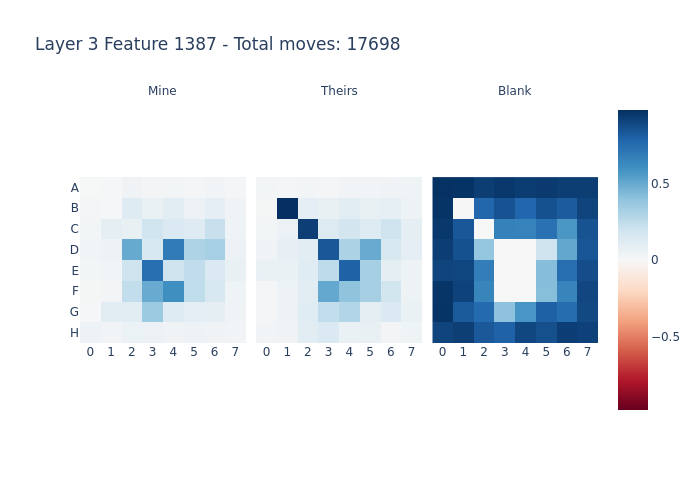 Layer 3 Feature 1387 - Total moves: 17698
Mine
Theirs
Blank
A
B
C
D
E
F
G
H
0 1 2 3 4 5 6 7
0 1 2 3 4 5 6 7
0 1 2 3 4 5 6 7
0.5
0
−0.5